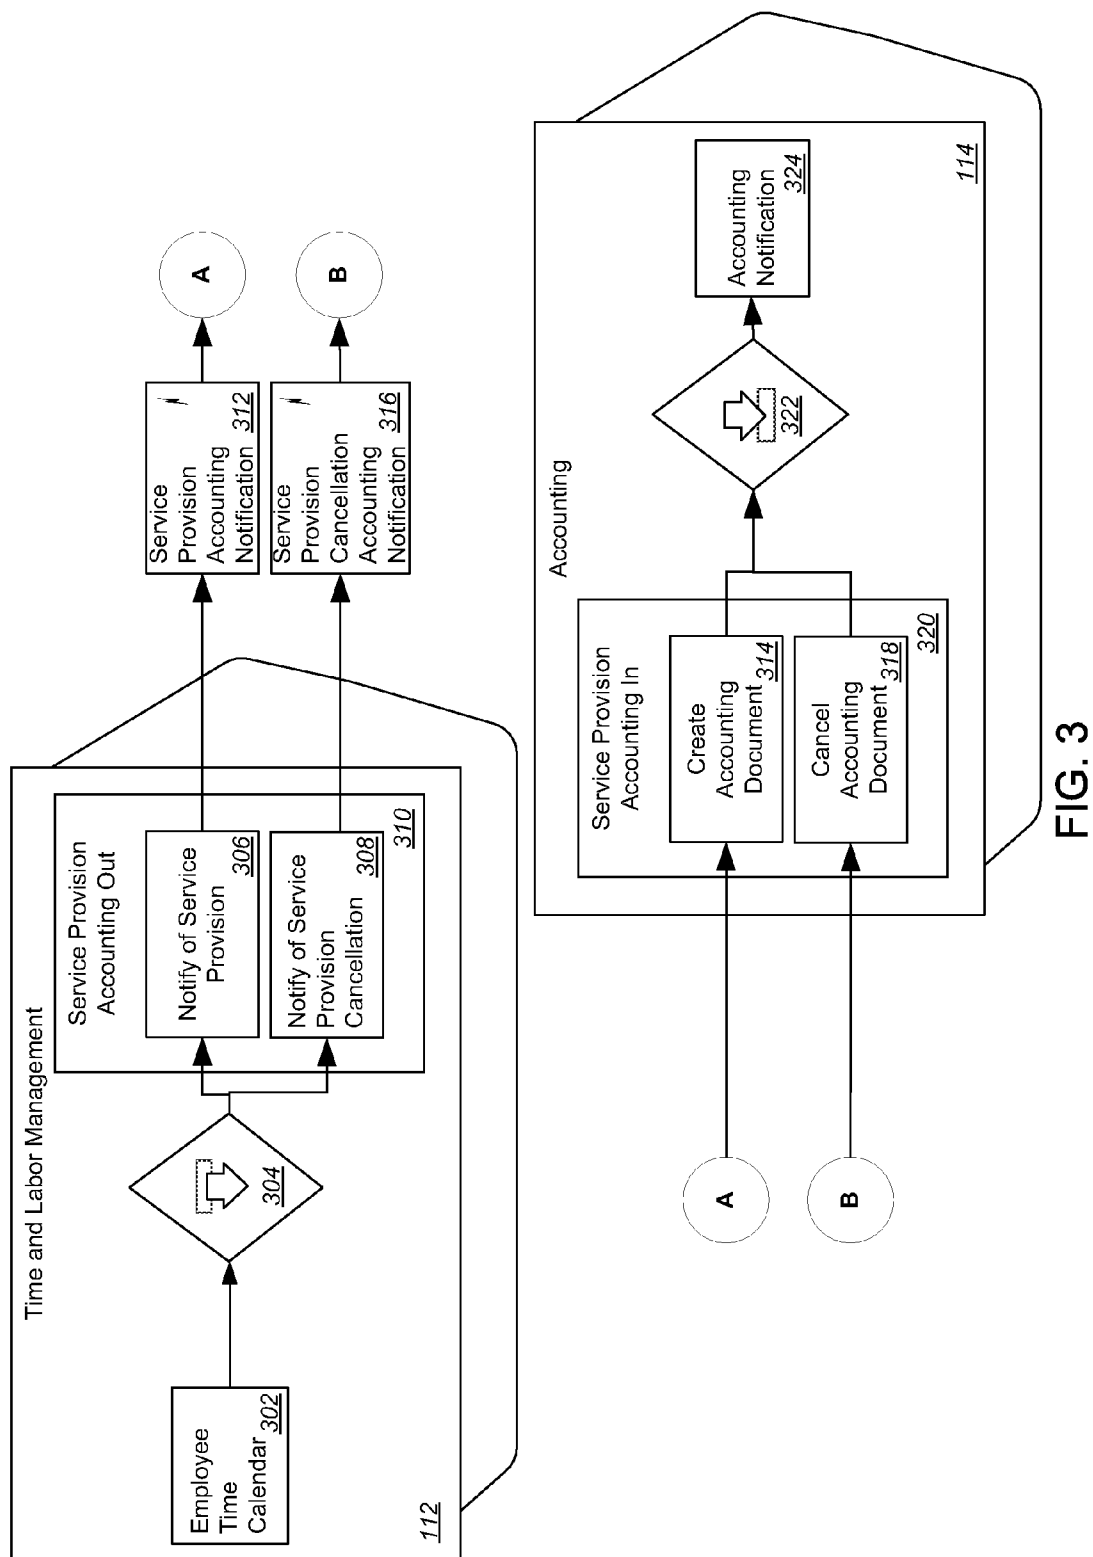 Time and Labor Management
Employee
Time
Calendar 302
304
Service Provision
Accounting Out
Notify of Service
Provision
306
Notify of Service
Provision
Cancellation 308
310
112
Service
Provision
Accounting
Notification 312
Service
Provision
Cancellation
Accounting
Notification 316
A
B
A
B
Accounting
Service Provision
Accounting In
Create
Accounting
Document 314
Cancel
Accounting
Document 318
320
322
Accounting
Notification
324
114
FIG. 3